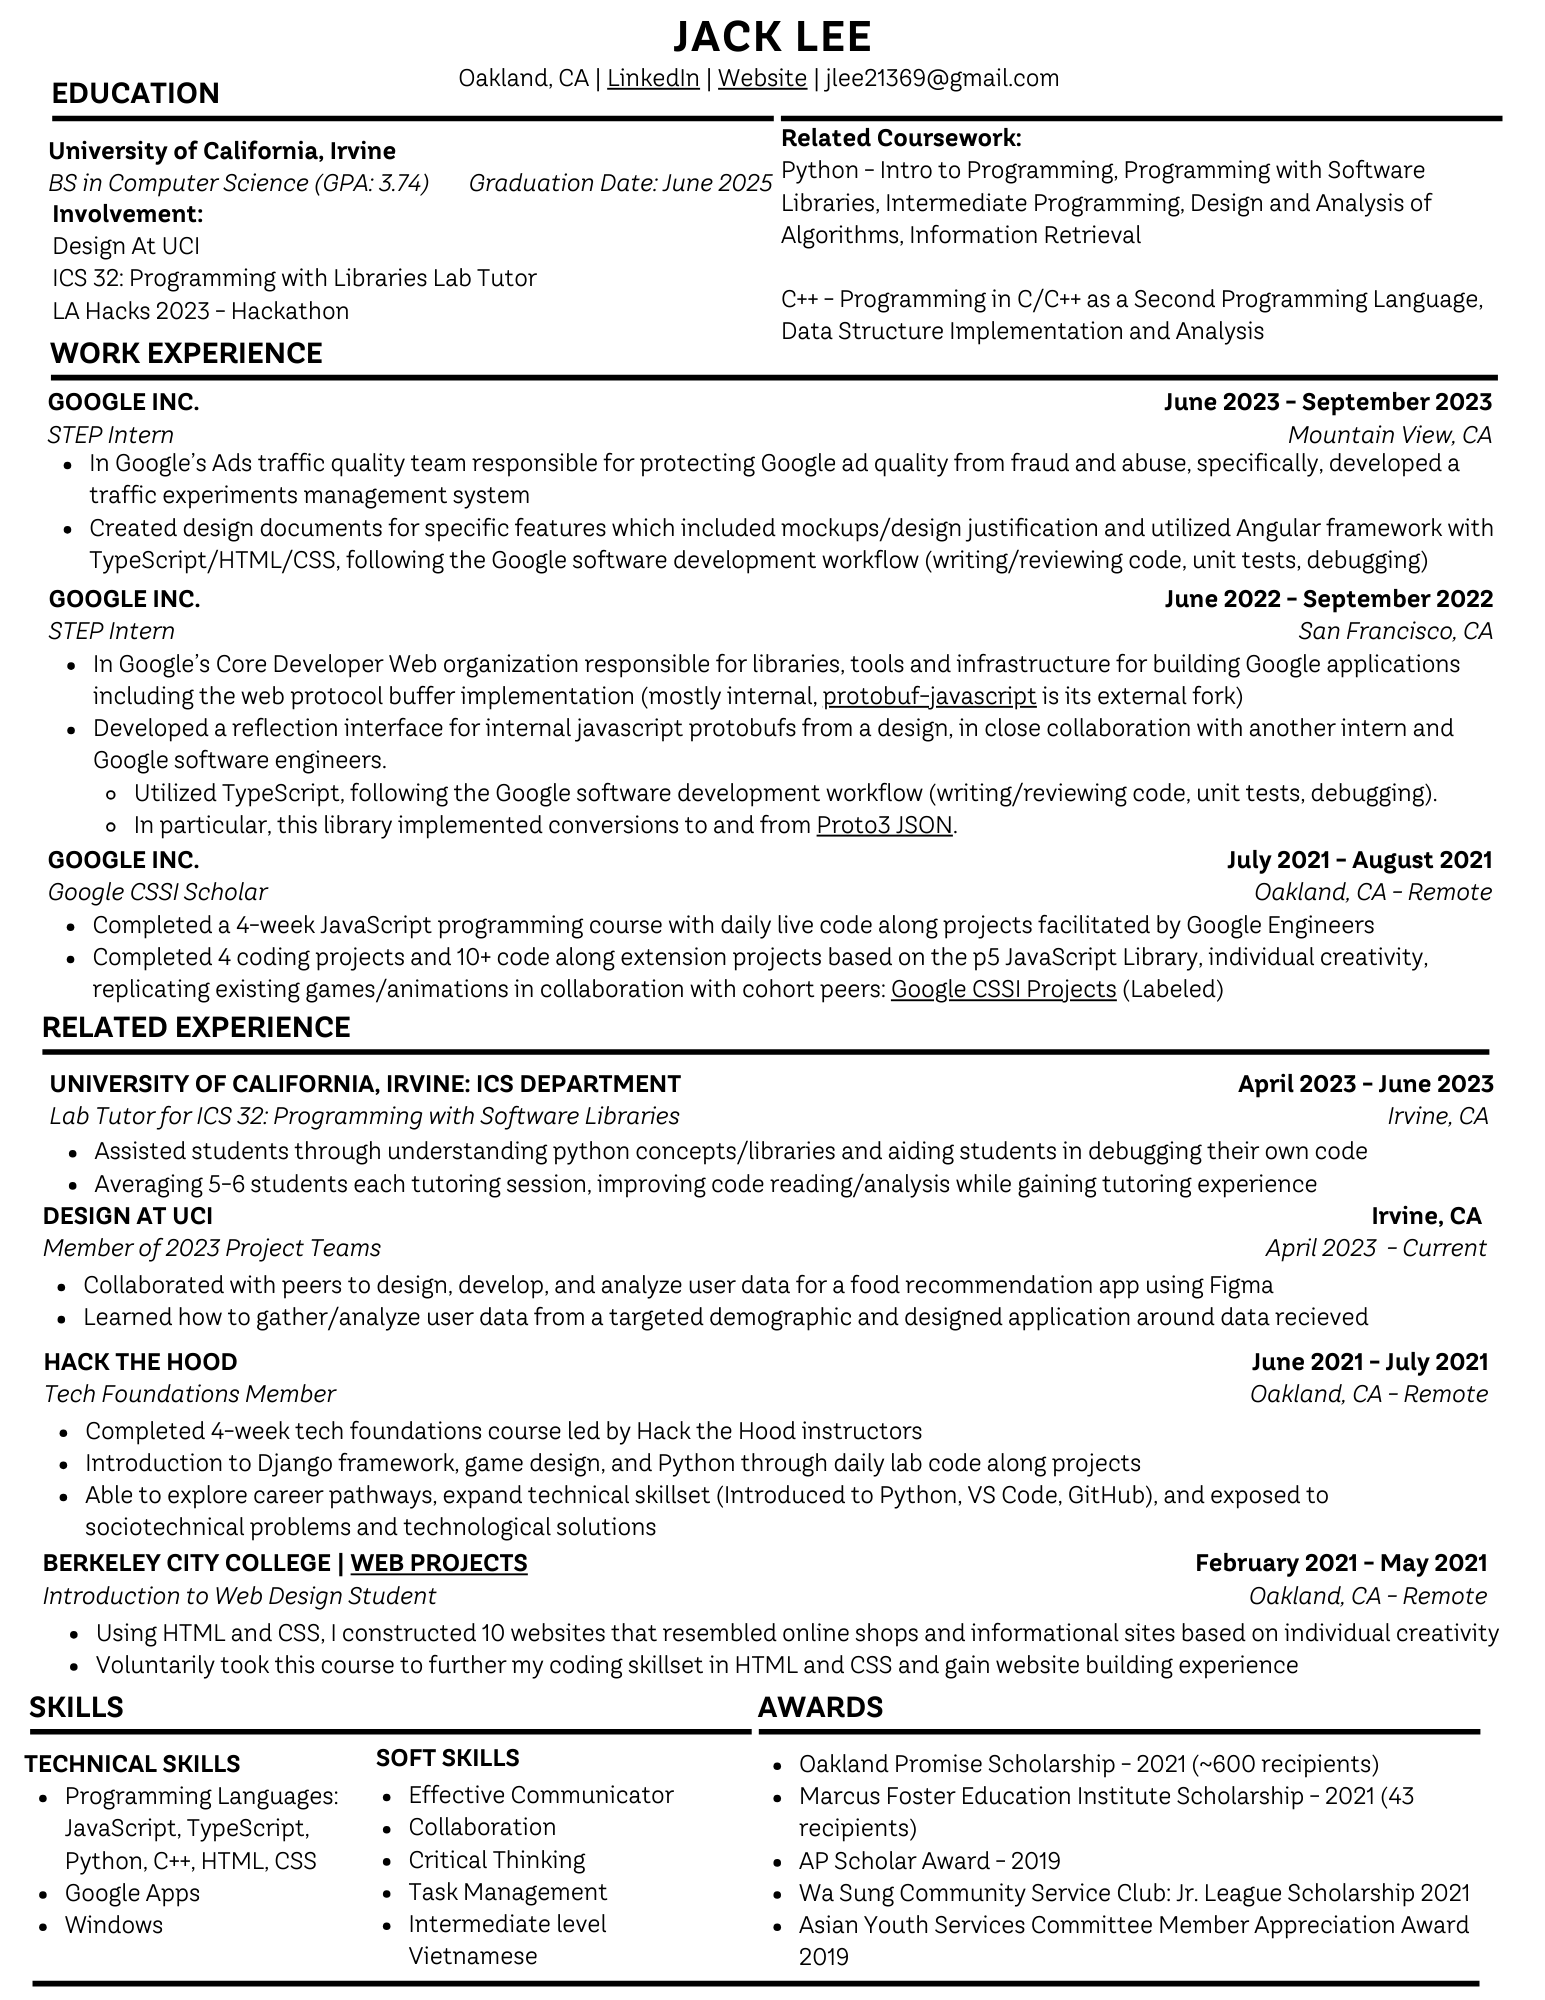 JACK LEE
Oakland, CA | LinkedIn | Website | jlee21369@gmail.com
EDUCATION
University of California, Irvine
BS in Computer Science (GPA: 3.74) Graduation Date: June 2025
Involvement:
Design At UCI
ICS 32: Programming with Libraries Lab Tutor
LA Hacks 2023 - Hackathon
Related Coursework:
Python - Intro to Programming, Programming with Software
Libraries, Intermediate Programming, Design and Analysis of
Algorithms, Information Retrieval
C++ - Programming in C/C++ as a Second Programming Language,
Data Structure Implementation and Analysis
WORK EXPERIENCE
GOOGLE INC. June 2023 - September 2023
STEP Intern Mountain View, CA
• In Google's Ads traffic quality team responsible for protecting Google ad quality from fraud and abuse, specifically, developed a
traffic experiments management system
• Created design documents for specific features which included mockups/design justification and utilized Angular framework with
TypeScript/HTML/CSS, following the Google software development workflow (writing/reviewing code, unit tests, debugging)
GOOGLE INC. June 2022 - September 2022
STEP Intern San Francisco, CA
• In Google's Core Developer Web organization responsible for libraries, tools and infrastructure for building Google applications
including the web protocol buffer implementation (mostly internal, protobuf-javascript is its external fork)
• Developed a reflection interface for internal javascript protobufs from a design, in close collaboration with another intern and
Google software engineers.
◦ Utilized TypeScript, following the Google software development workflow (writing/reviewing code, unit tests, debugging).
◦ In particular, this library implemented conversions to and from Proto3 JSON.
GOOGLE INC. July 2021 - August 2021
Google CSSI Scholar Oakland, CA - Remote
• Completed a 4-week JavaScript programming course with daily live code along projects facilitated by Google Engineers
• Completed 4 coding projects and 10+ code along extension projects based on the p5 JavaScript Library, individual creativity,
replicating existing games/animations in collaboration with cohort peers: Google CSSI Projects (Labeled)
RELATED EXPERIENCE
UNIVERSITY OF CALIFORNIA, IRVINE: ICS DEPARTMENT April 2023 - June 2023
Lab Tutor for ICS 32: Programming with Software Libraries Irvine, CA
• Assisted students through understanding python concepts/libraries and aiding students in debugging their own code
• Averaging 5-6 students each tutoring session, improving code reading/analysis while gaining tutoring experience
DESIGN AT UCI Irvine, CA
Member of 2023 Project Teams April 2023 - Current
• Collaborated with peers to design, develop, and analyze user data for a food recommendation app using Figma
• Learned how to gather/analyze user data from a targeted demographic and designed application around data recieved
HACK THE HOOD June 2021 - July 2021
Tech Foundations Member Oakland, CA - Remote
• Completed 4-week tech foundations course led by Hack the Hood instructors
• Introduction to Django framework, game design, and Python through daily lab code along projects
• Able to explore career pathways, expand technical skillset (Introduced to Python, VS Code, GitHub), and exposed to
sociotechnical problems and technological solutions
BERKELEY CITY COLLEGE | WEB PROJECTS February 2021 - May 2021
Introduction to Web Design Student Oakland, CA - Remote
• Using HTML and CSS, I constructed 10 websites that resembled online shops and informational sites based on individual creativity
• Voluntarily took this course to further my coding skillset in HTML and CSS and gain website building experience
SKILLS
TECHNICAL SKILLS
• Programming Languages:
JavaScript, TypeScript,
Python, C++, HTML, CSS
• Google Apps
• Windows
SOFT SKILLS
• Effective Communicator
• Collaboration
• Critical Thinking
• Task Management
• Intermediate level
Vietnamese
AWARDS
• Oakland Promise Scholarship - 2021 (~600 recipients)
• Marcus Foster Education Institute Scholarship - 2021 (43
recipients)
• AP Scholar Award - 2019
• Wa Sung Community Service Club: Jr. League Scholarship 2021
• Asian Youth Services Committee Member Appreciation Award
2019